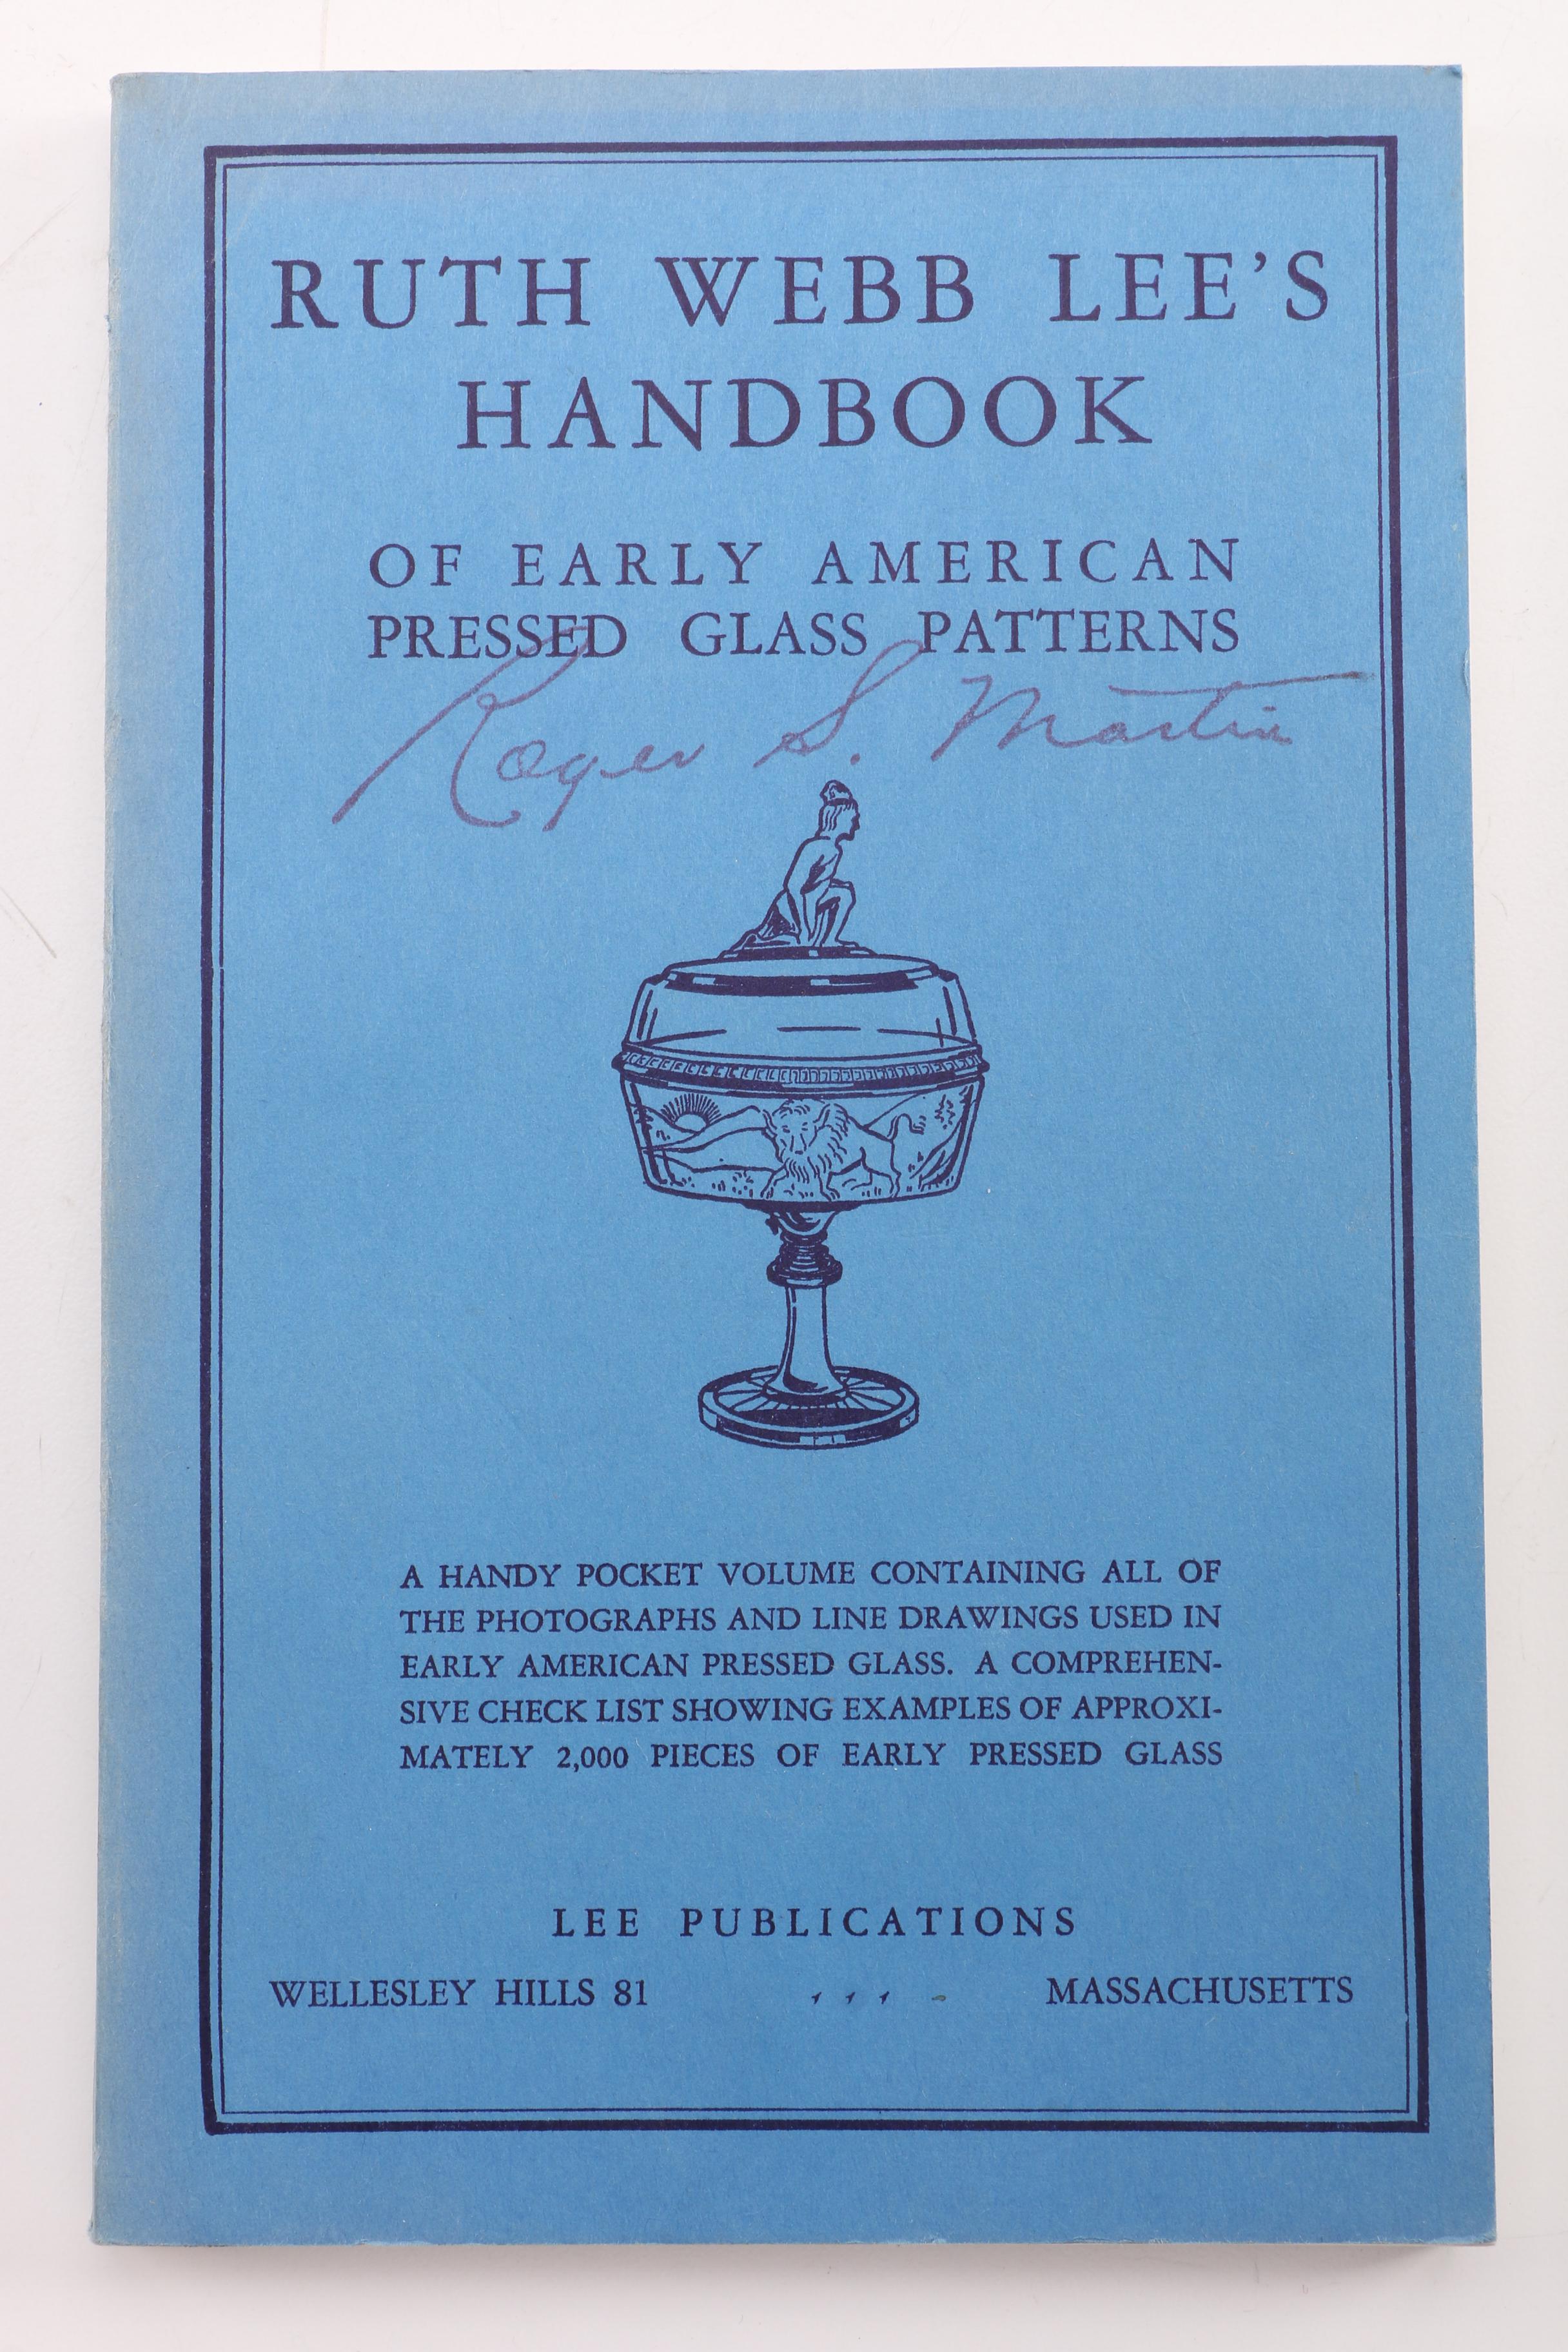 RUTH WEBB LEE'S
HANDBOOK
OF EARLY AMERICAN
PRESSED GLASS PATTERNS
Roger S. Martin
A HANDY POCKET VOLUME CONTAINING ALL OF
THE PHOTOGRAPHS AND LINE DRAWINGS USED IN
EARLY AMERICAN PRESSED GLASS. A COMPREHEN-
SIVE CHECK LIST SHOWING EXAMPLES OF APPROXI-
MATELY 2,000 PIECES OF EARLY PRESSED GLASS
LEE PUBLICATIONS
WELLESLEY HILLS 81 MASSACHUSETTS